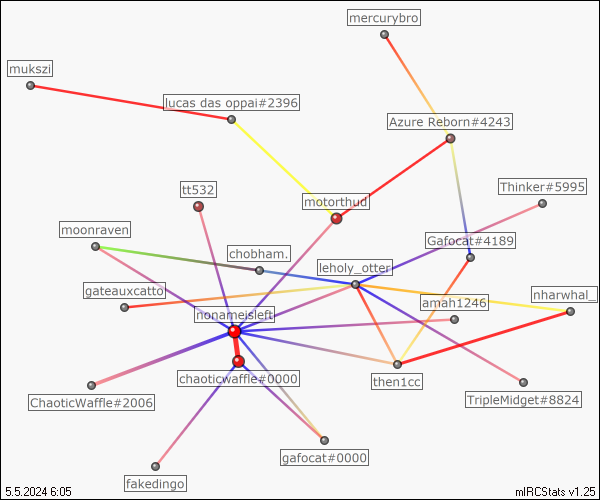 mercurybro
mukszi
lucas das oppai#2396
Azure Reborn#4243
tt532
Thinker#5995
motorthud
moonraven
Gafocat#4189
chobham.
leholy_otter
gateauxcatto
amah1246
nharwhal_
nonameisleft
chaoticwaffle#0000
then1cc
ChaoticWaffle#2006
TripleMidget#8824
gafocat#0000
fakedingo
5.5.2024 6:05
mIRCStats v1.25